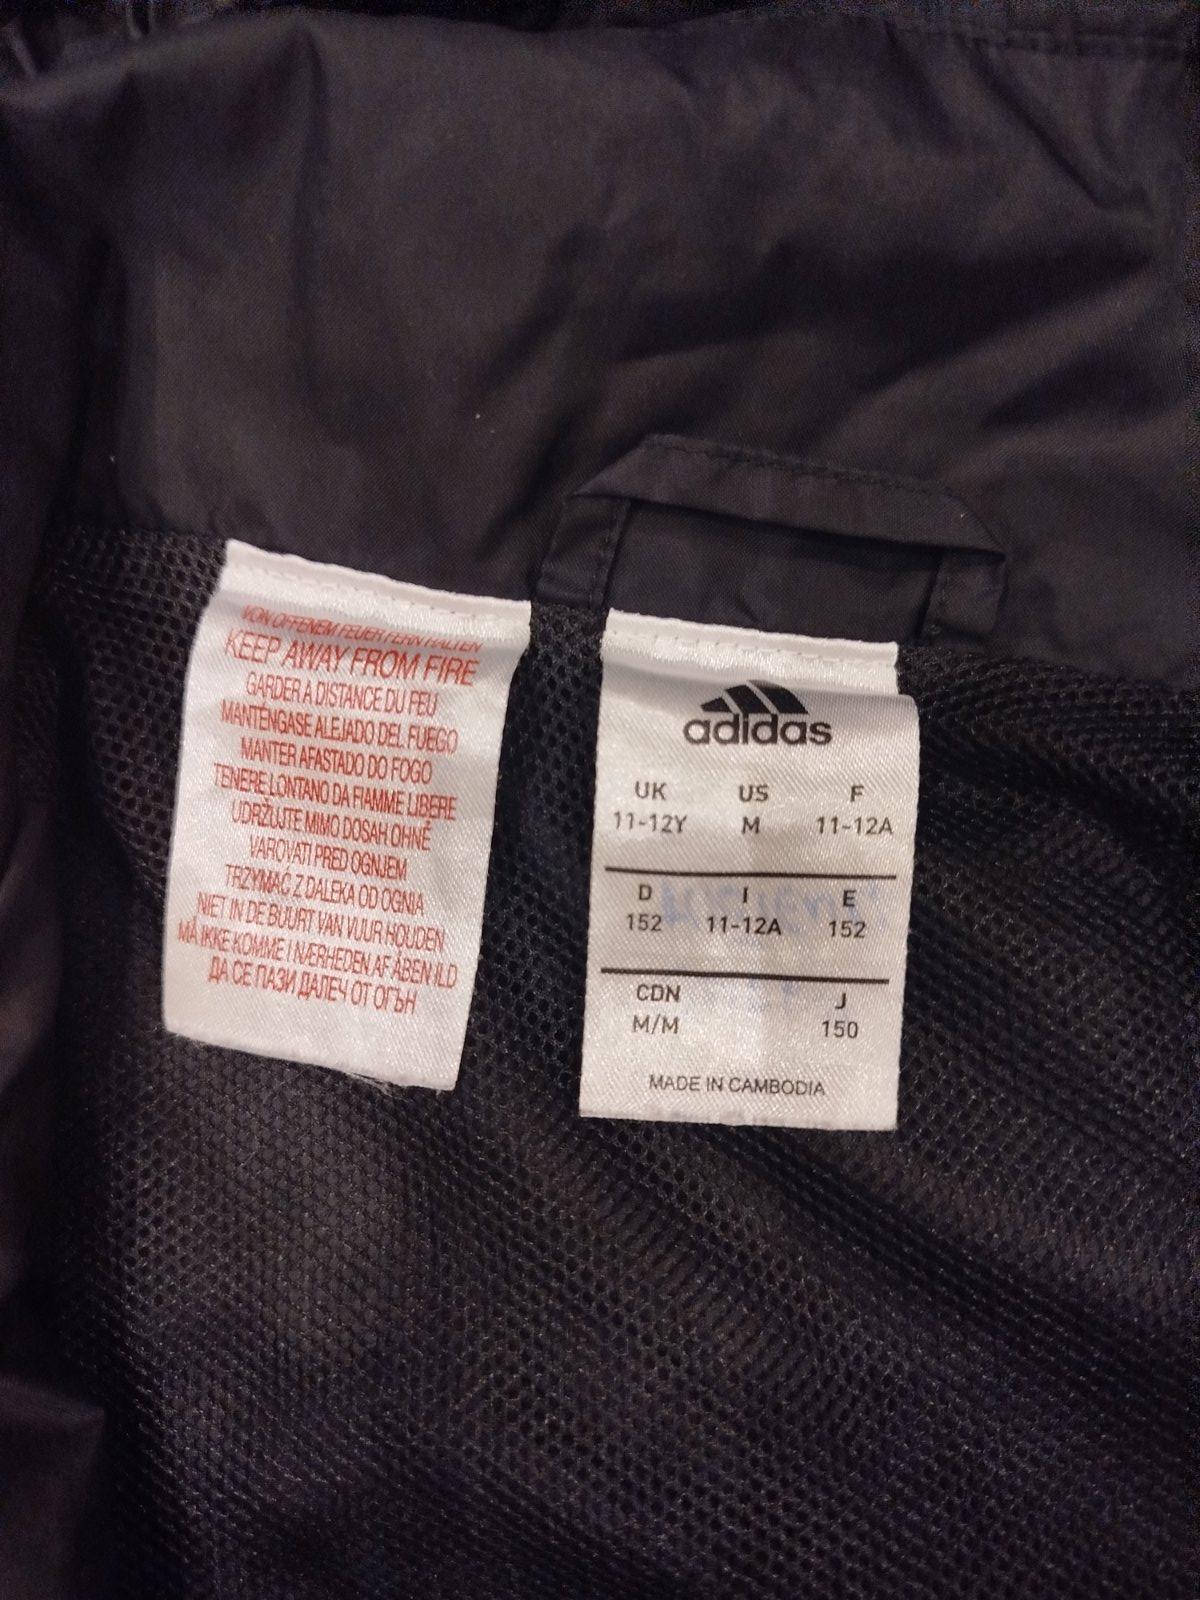 VON OFFENEM FEUER FERN HALTEN
KEEP AWAY FROM FIRE
GARDER À DISTANCE DU FEU
MANTÉNGASE ALEJADO DEL FUEGO
MANTER AFASTADO DO FOGO
TENERE LONTANO DA FIAMME LIBERE
UDRŽUJTE MIMO DOSAH OHNĚ
VAROVATI PRED OGNJEM
TRZYMAĆ Z DALEKA OD OGNIA
NIET IN DE BUURT VAN VUUR HOUDEN
MÅ IKKE KOMME I NÆRHEDEN AF ÅBEN ILD
ДА СЕ ПАЗИ ДАЛЕЧ ОТ ОГЪН
adidas
UK US F
11-12Y M 11-12A
D I E
152 11-12A 152
CDN J
M/M 150
MADE IN CAMBODIA